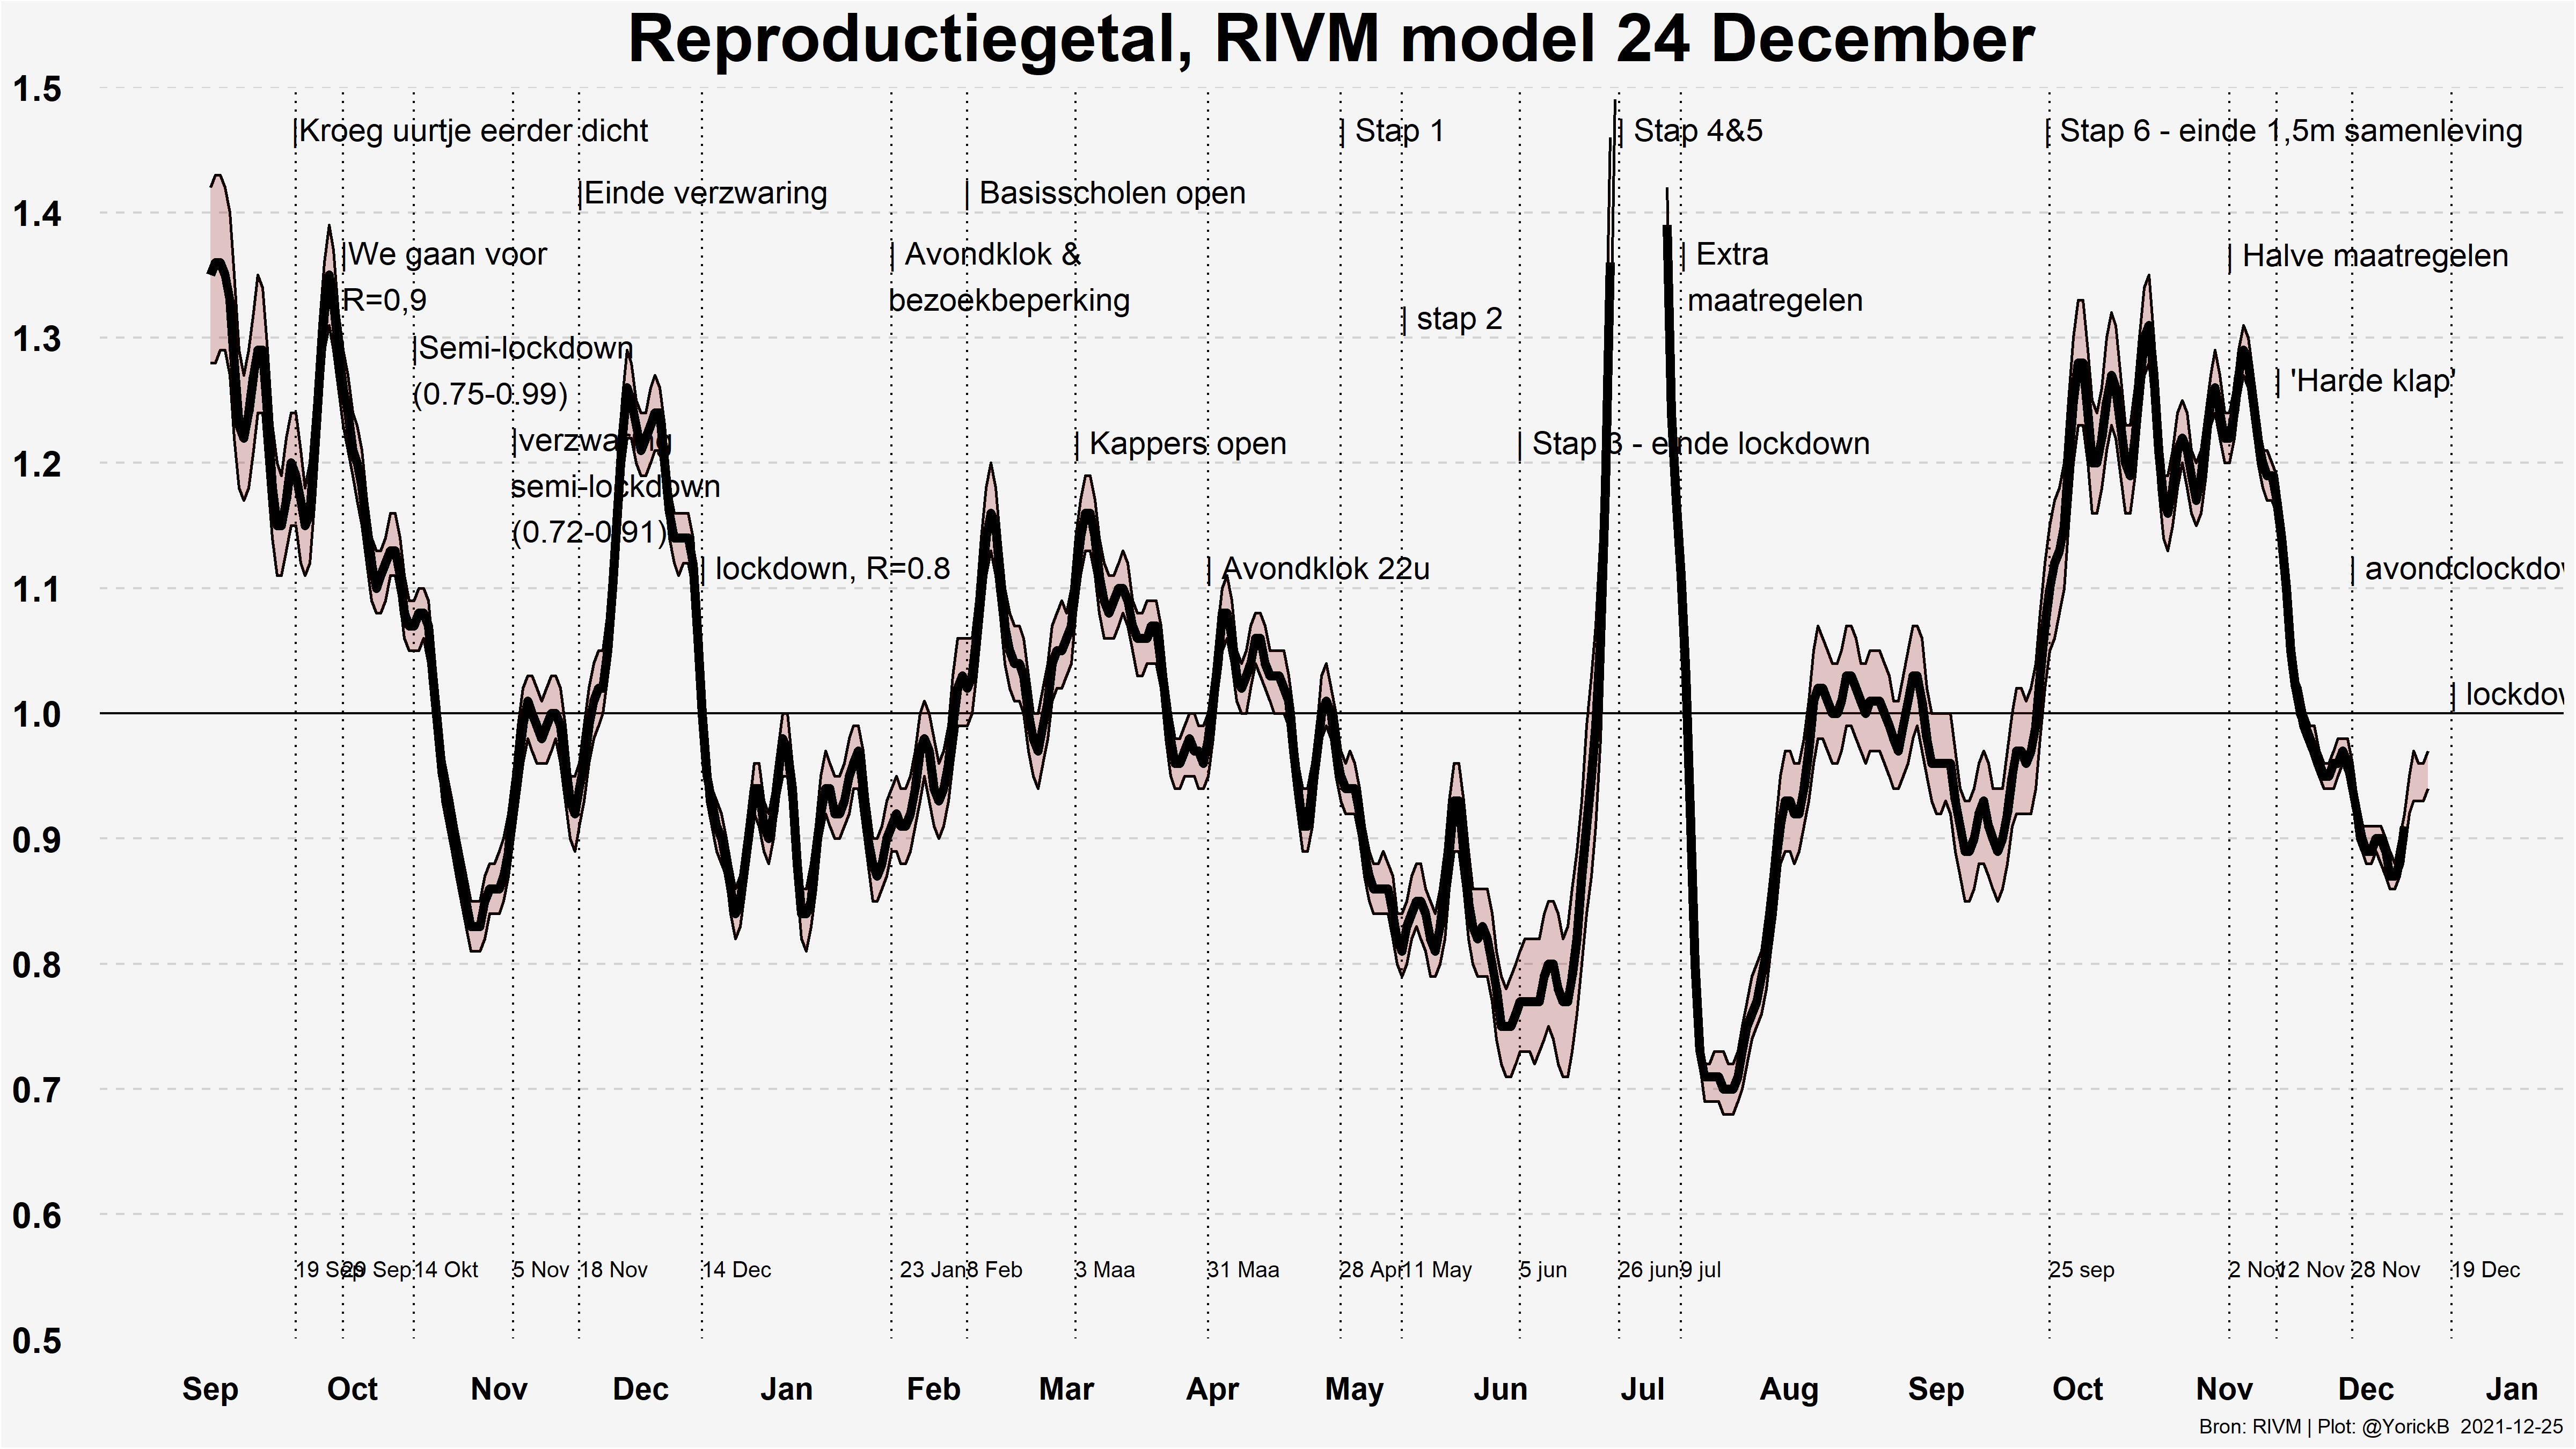 Reproductiegetal, RIVM model 24 December
1.5
1.4
1.3
1.2
1.1
1.0
0.9
0.8
0.7
0.6
0.5
|Kroeg uurtje eerder dicht
| Stap 1
| Stap 4&5
| Stap 6 - einde 1,5m samenleving
|Einde verzwaring
| Basisscholen open
|We gaan voor
R=0,9
| Avondklok &
bezoekbeperking
| Extra
maatregelen
| Halve maatregelen
| stap 2
|Semi-lockdown
(0.75-0.99)
| 'Harde klap'
|verzwaring
semi-lockdown
(0.72-0.91)
| Kappers open
| Stap 3 - einde lockdown
| lockdown, R=0.8
| Avondklok 22u
| avondclockdov
| lockdov
19 Sep
29 Sep
14 Okt
5 Nov
18 Nov
14 Dec
23 Jan
8 Feb
3 Maa
31 Maa
28 Apr
11 May
5 jun
26 jun
9 jul
25 sep
2 Nov
12 Nov
28 Nov
19 Dec
Sep Oct Nov Dec Jan Feb Mar Apr May Jun Jul Aug Sep Oct Nov Dec Jan
Bron: RIVM | Plot: @YorickB 2021-12-25